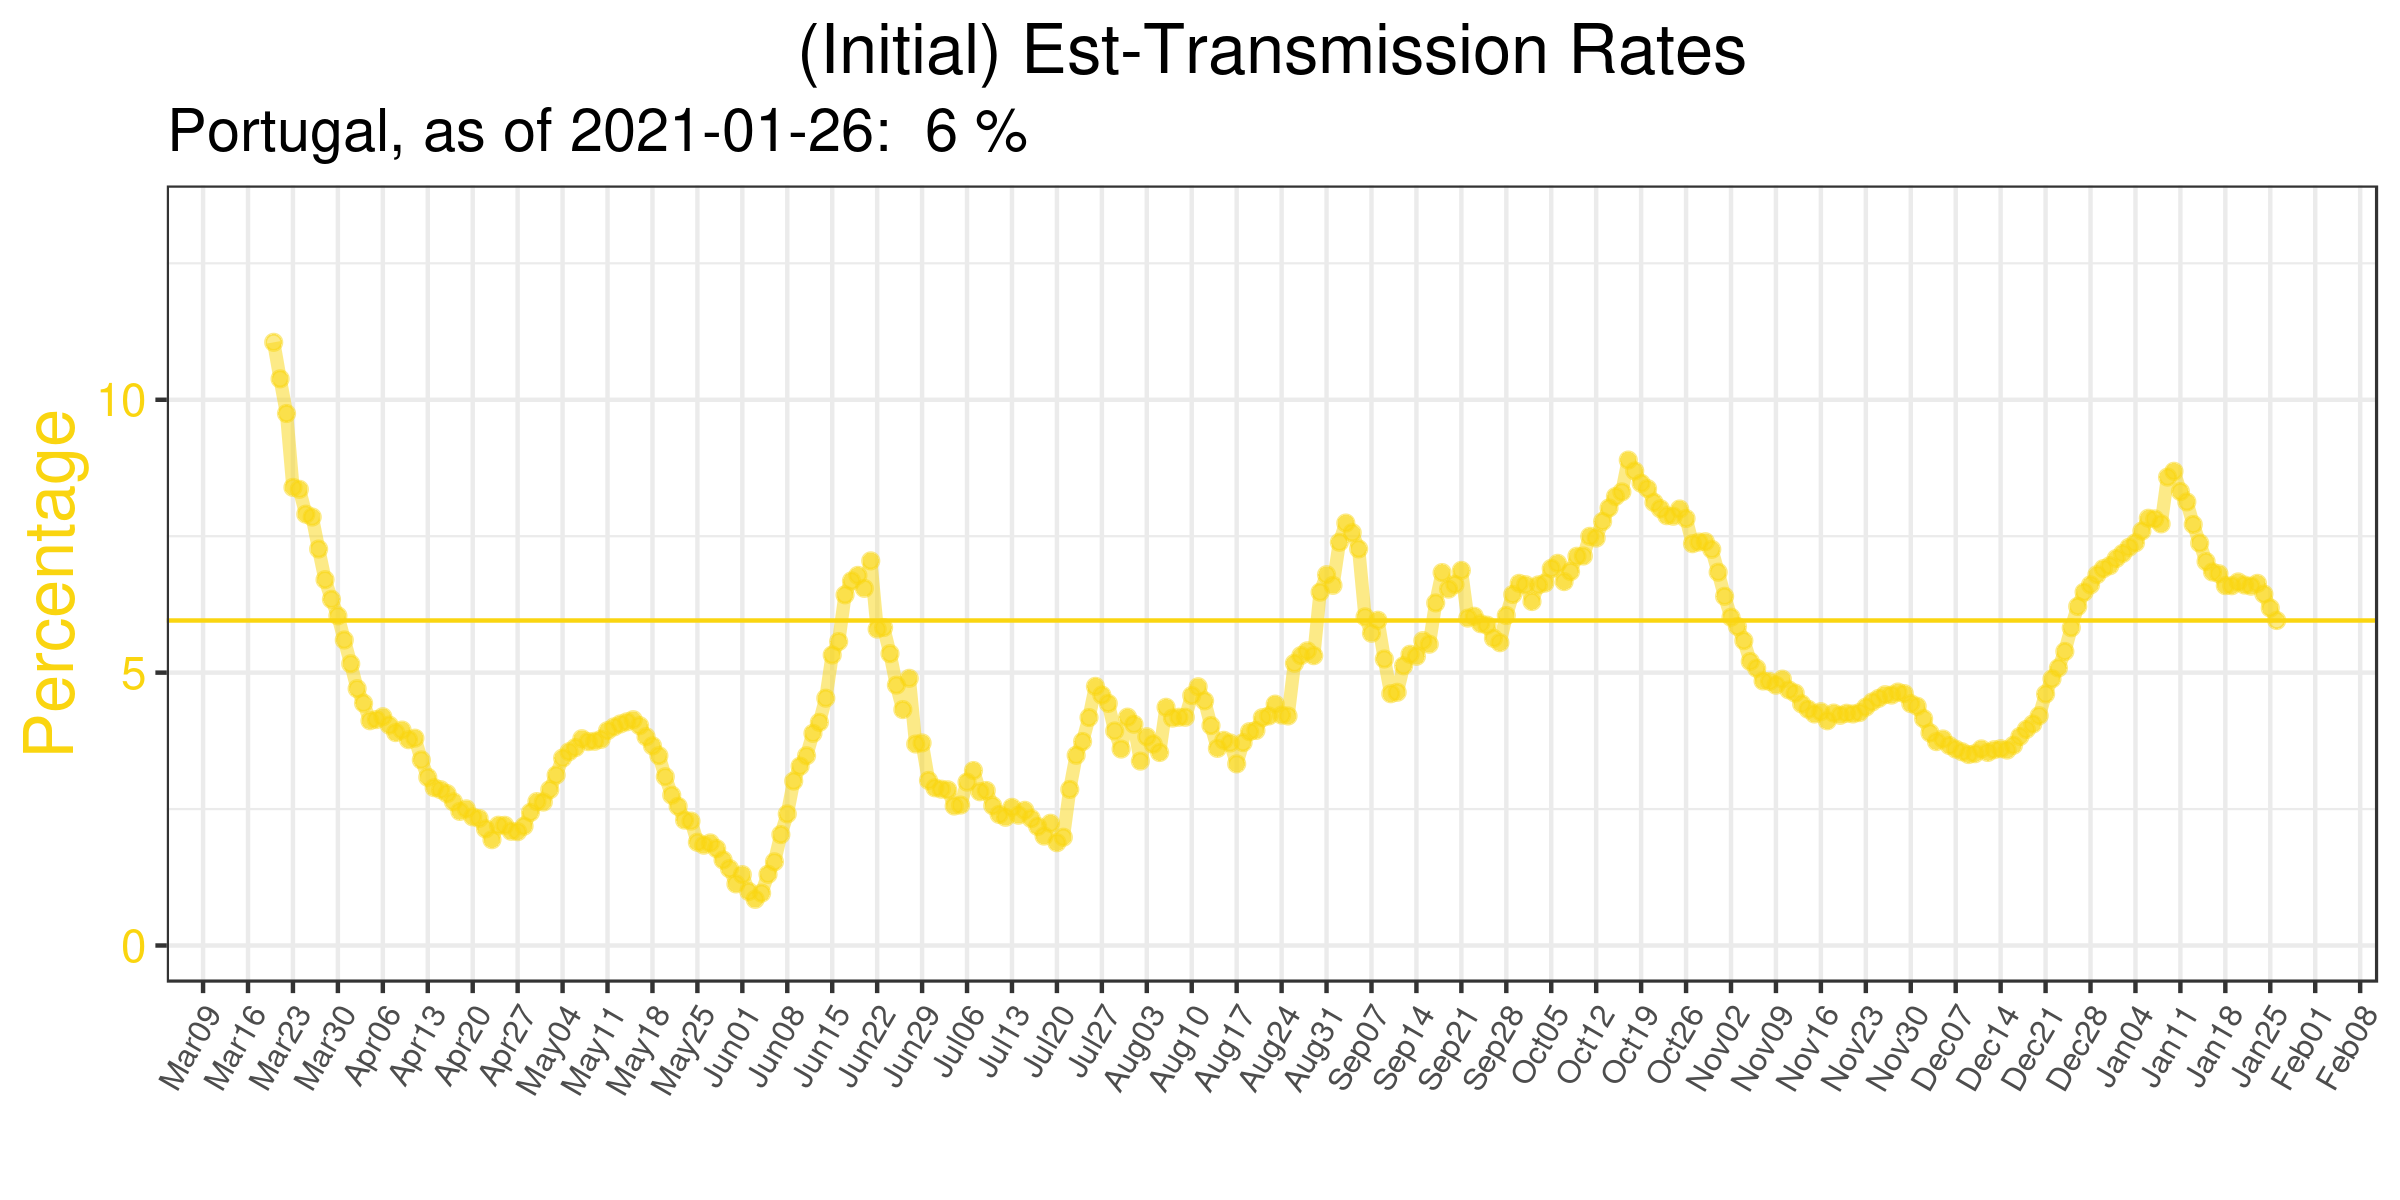 (Initial) Est-Transmission Rates
Portugal, as of 2021-01-26:  6 %
Percentage
10
5
0
Mar09 Mar16 Mar23 Mar30 Apr06 Apr13 Apr20 Apr27 May04 May11 May18 May25 Jun01 Jun08 Jun15 Jun22 Jun29 Jul06 Jul13 Jul20 Jul27 Aug03 Aug10 Aug17 Aug24 Aug31 Sep07 Sep14 Sep21 Sep28 Oct05 Oct12 Oct19 Oct26 Nov02 Nov09 Nov16 Nov23 Nov30 Dec07 Dec14 Dec21 Dec28 Jan04 Jan11 Jan18 Jan25 Feb01 Feb08